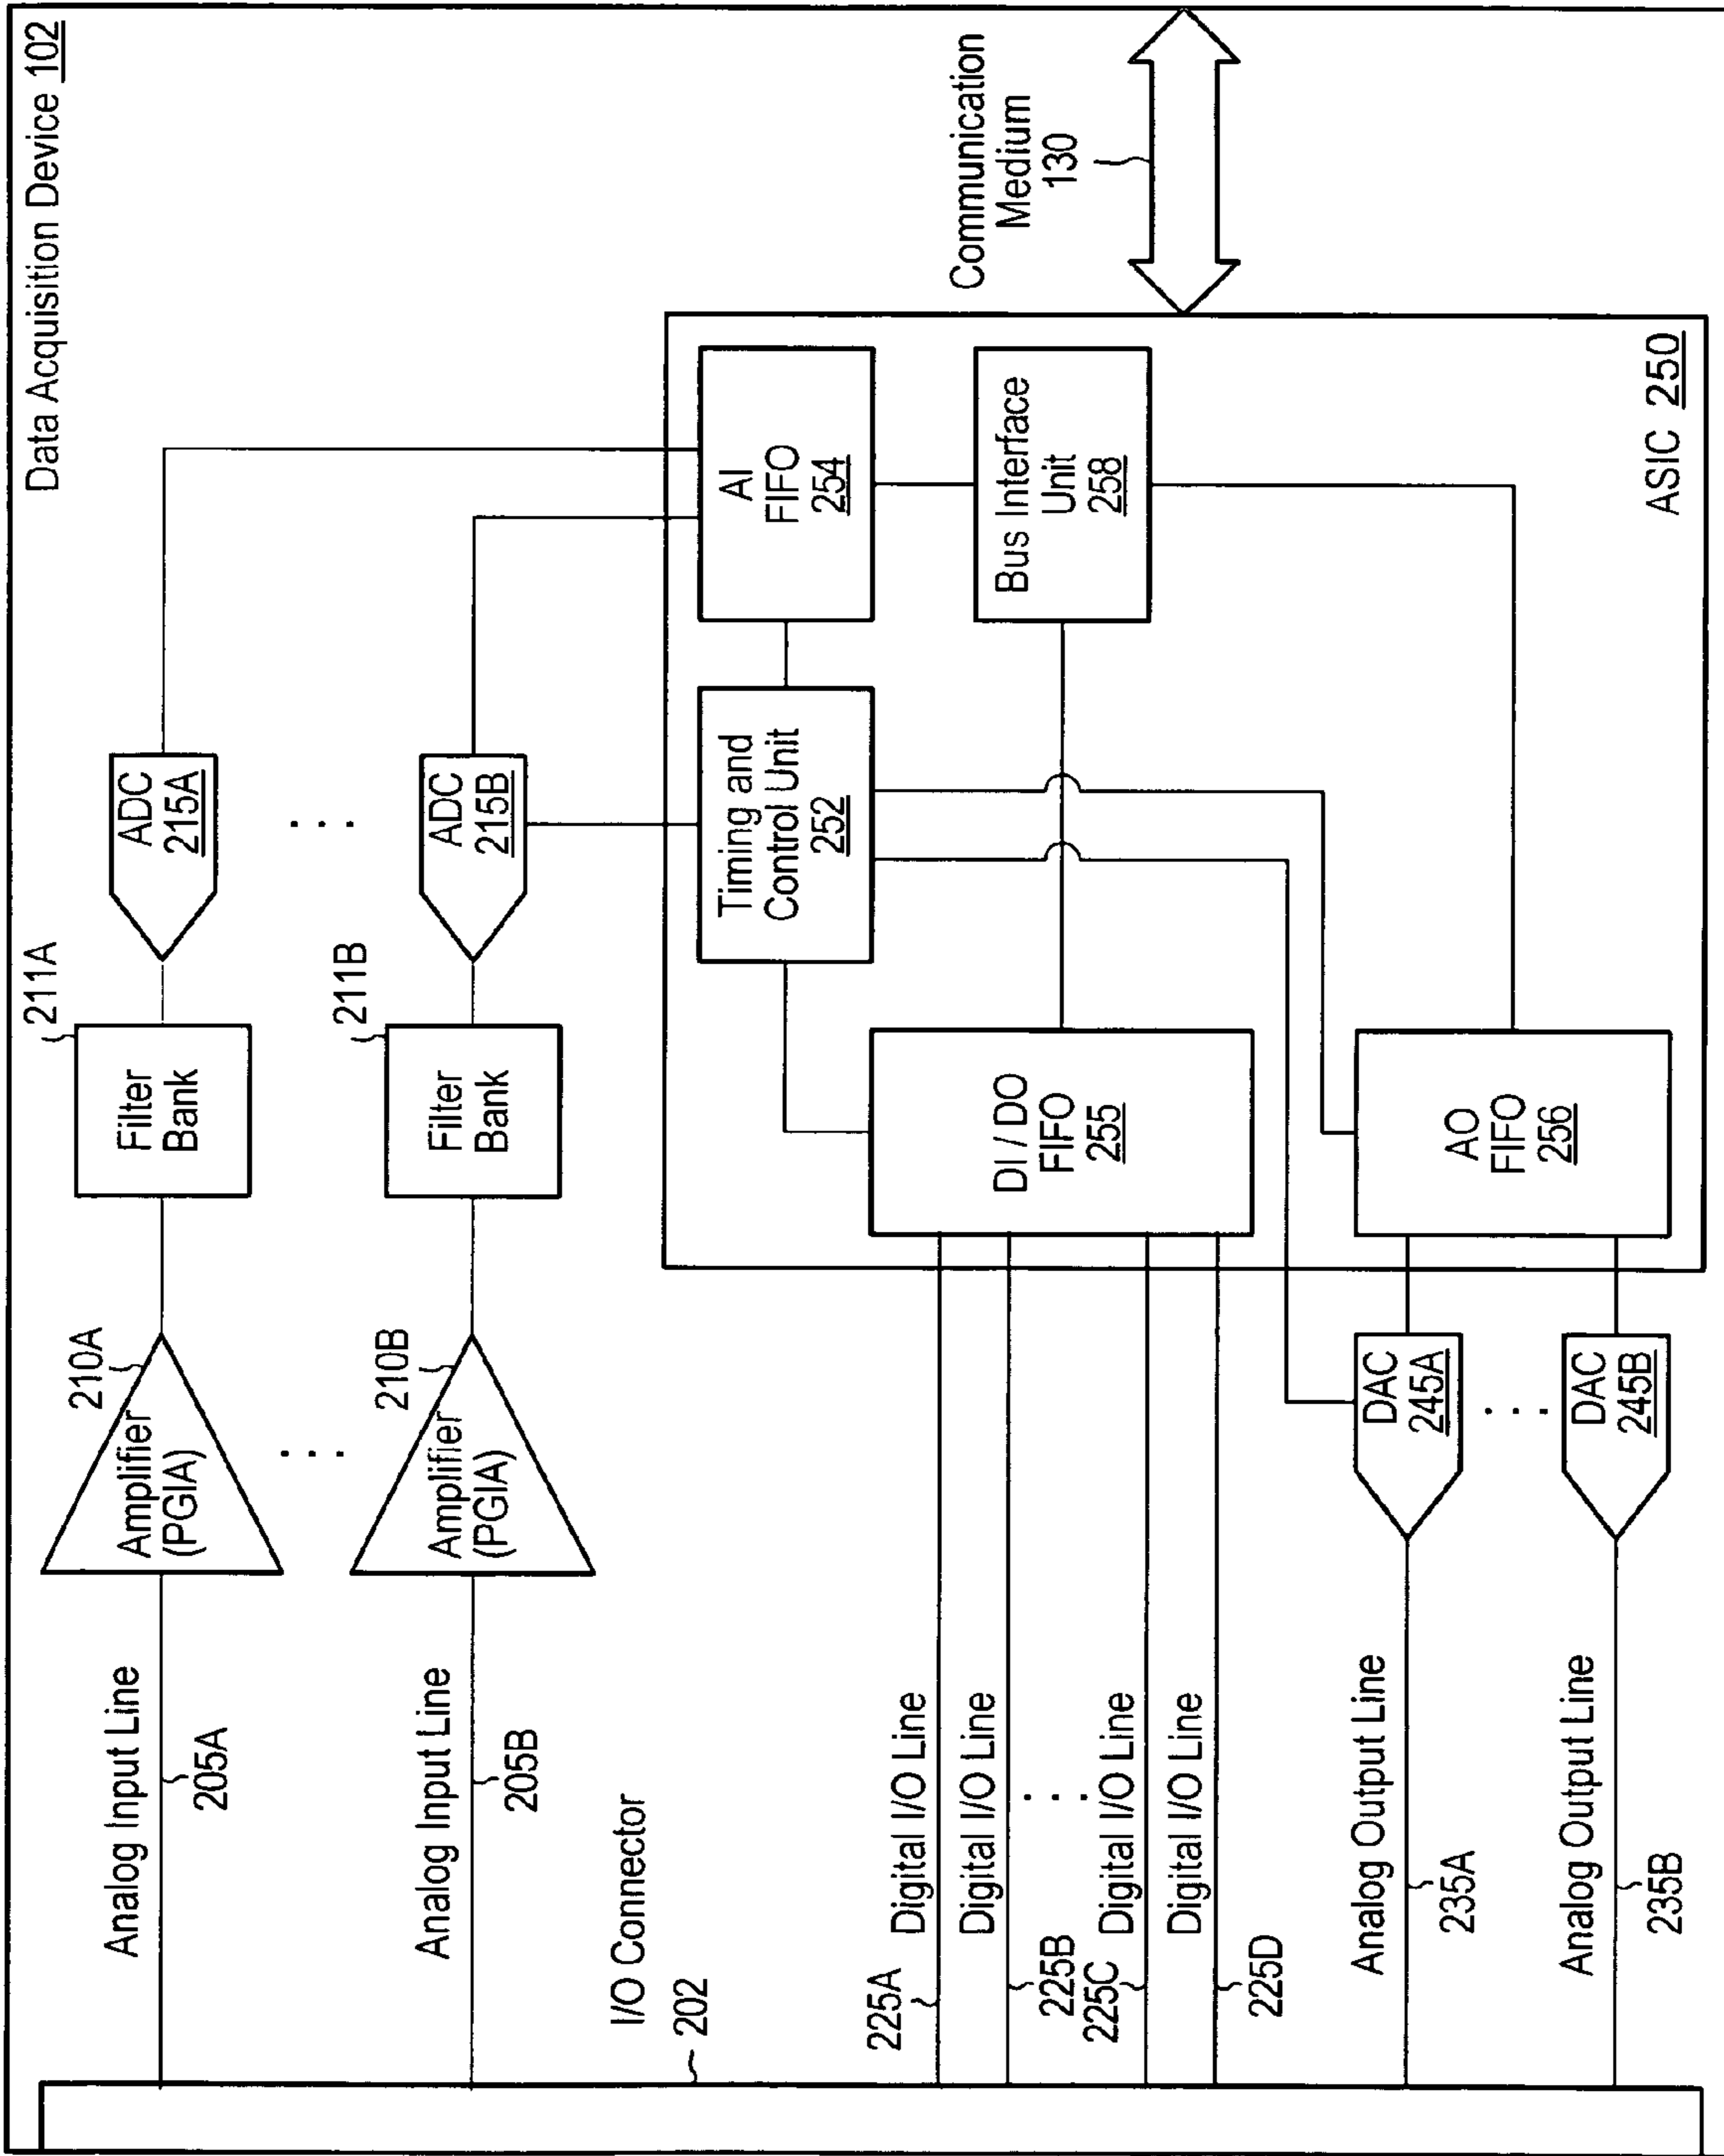 Data Acquisition Device 102
Analog Input Line
205A
Amplifier
(PGIA)
210A
Filter
Bank
211A
ADC
215A
. . .
. . .
Analog Input Line
205B
Amplifier
(PGIA)
210B
Filter
Bank
211B
ADC
215B
I/O Connector
202
Timing and
Control Unit
252
AI
FIFO
254
Communication
Medium
130
225A
Digital I/O Line
Digital I/O Line
225B
. . .
225C
Digital I/O Line
Digital I/O Line
225D
DI / DO
FIFO
255
Bus Interface
Unit
258
Analog Output Line
235A
DAC
245A
. . .
Analog Output Line
235B
DAC
245B
AO
FIFO
256
ASIC 250